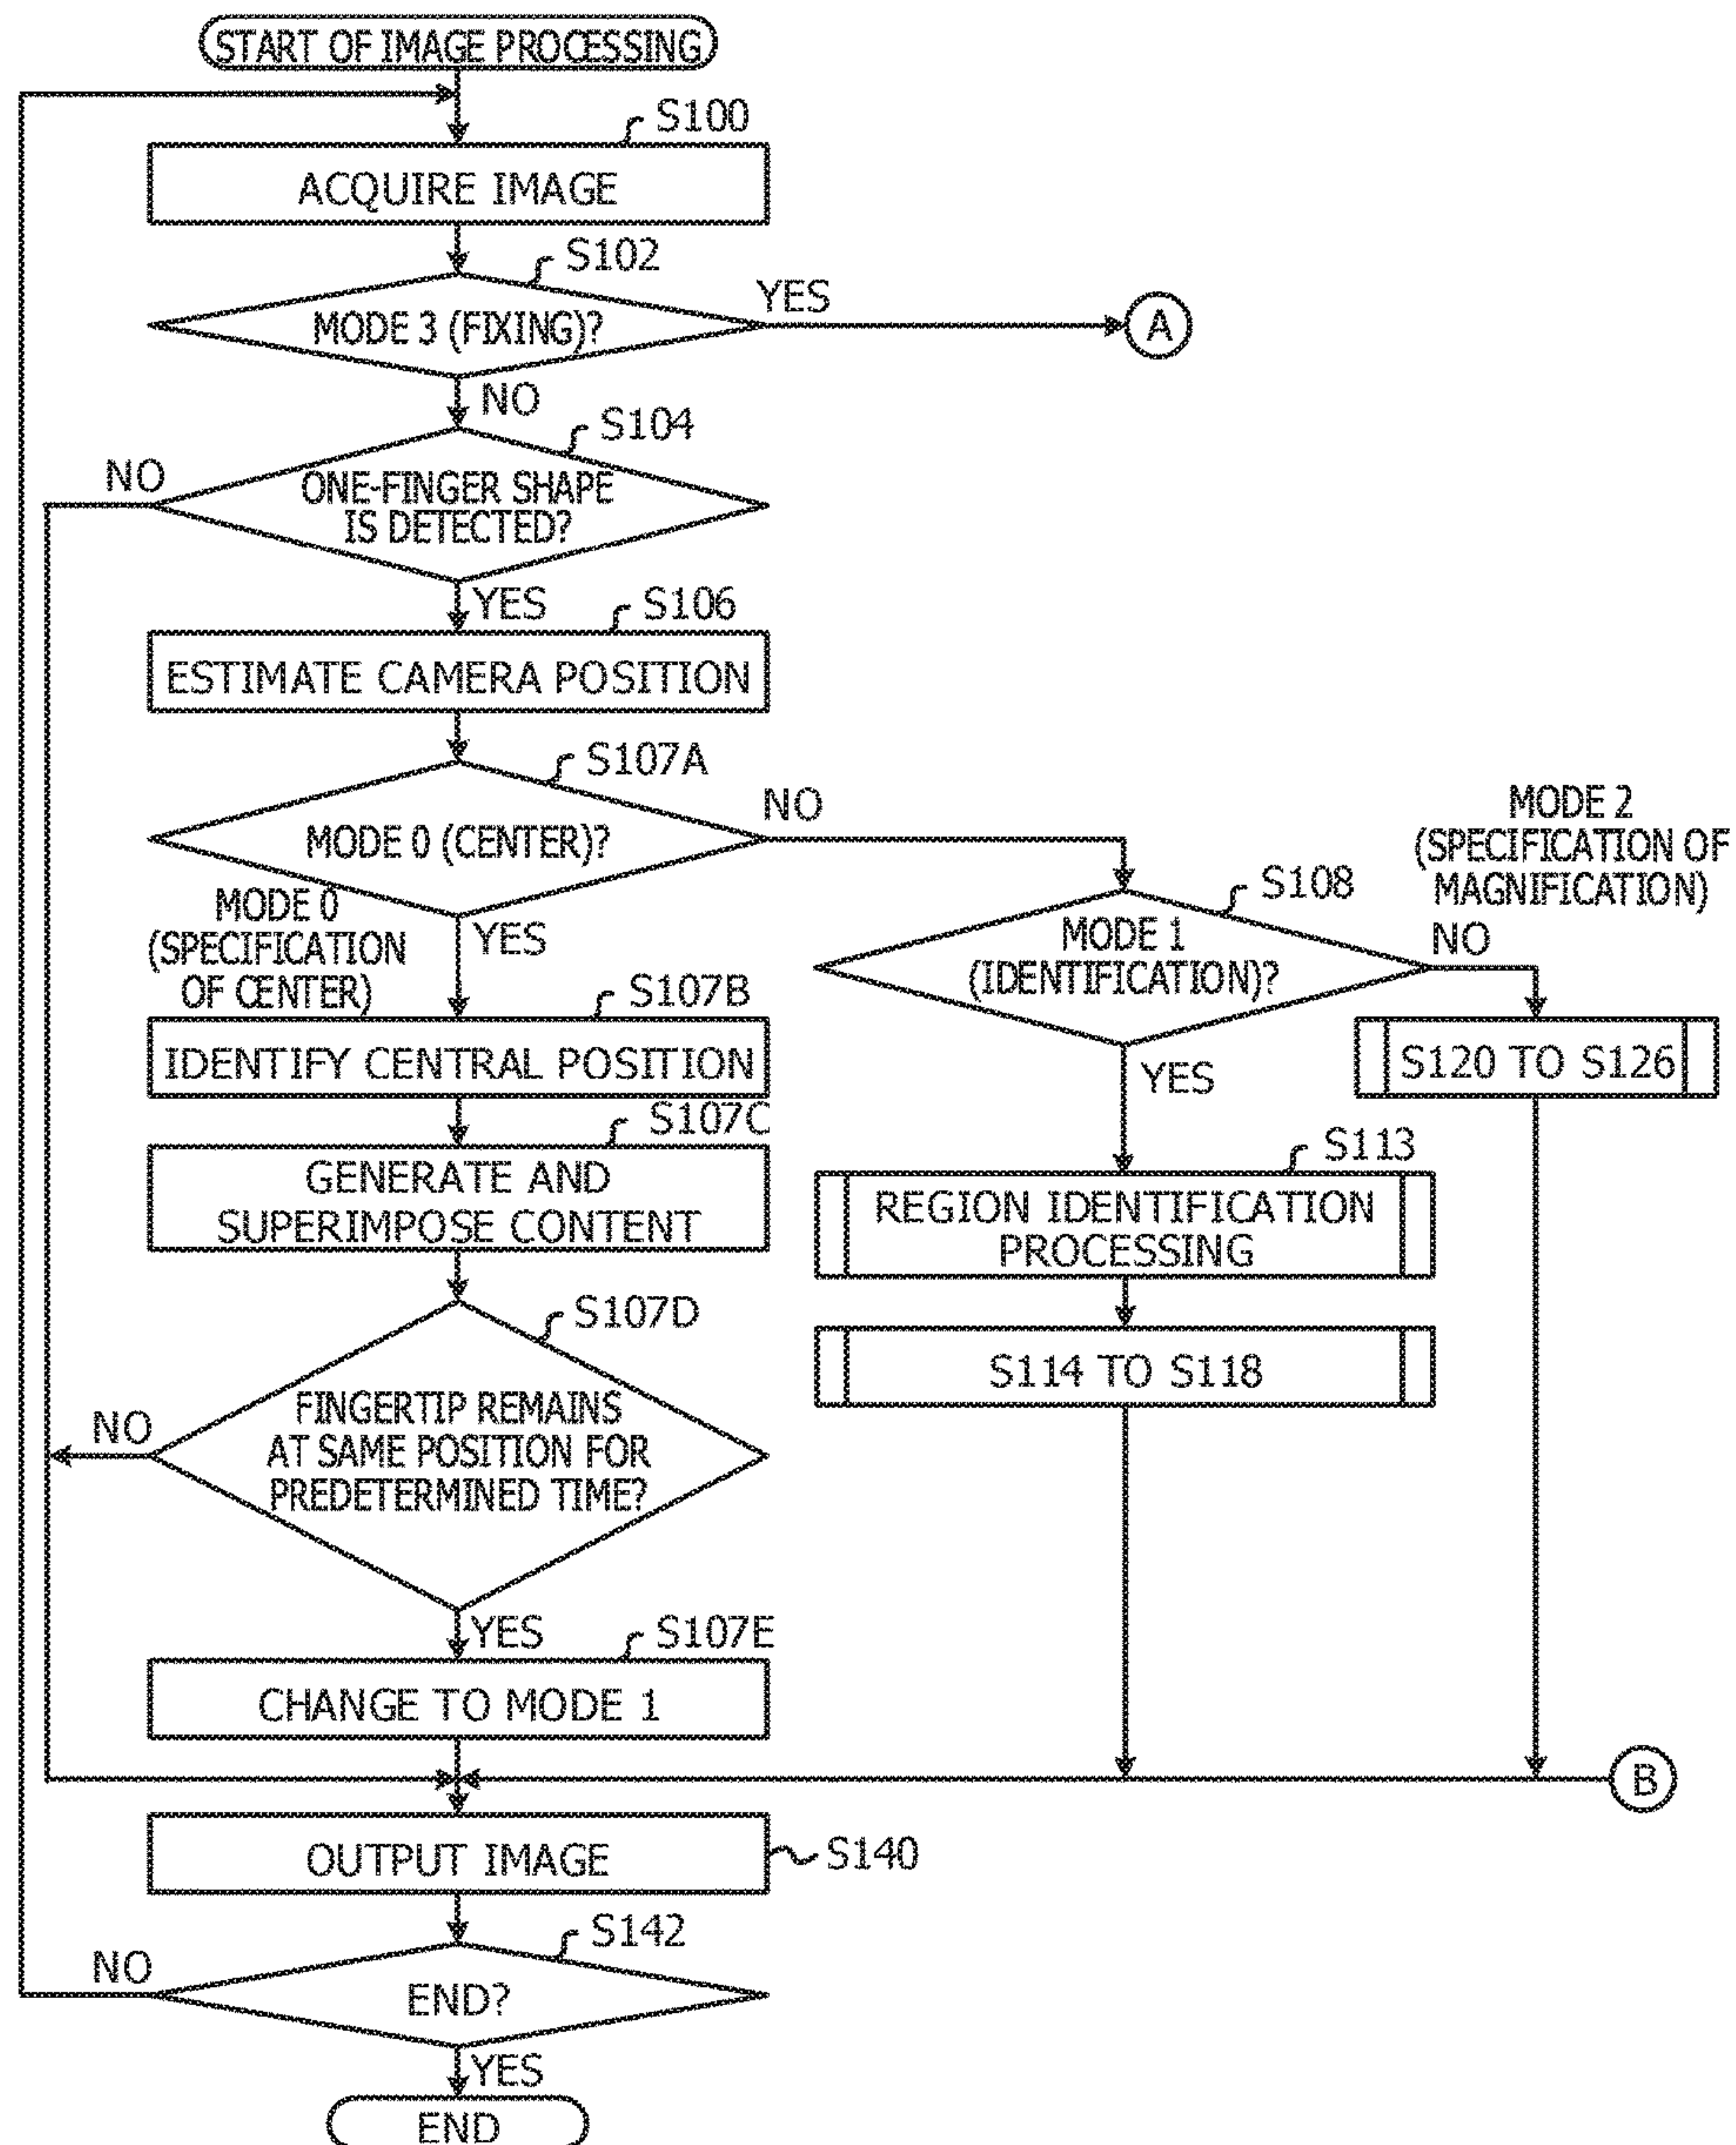 START OF IMAGE PROCESSING
S100
ACQUIRE IMAGE
S102
MODE 3 (FIXING)?
YES
A
NO
S104
NO
ONE-FINGER SHAPE
IS DETECTED?
YES
S106
ESTIMATE CAMERA POSITION
S107A
MODE 0 (CENTER)?
NO
MODE 0
(SPECIFICATION
OF CENTER)
YES
S107B
IDENTIFY CENTRAL POSITION
S107C
GENERATE AND
SUPERIMPOSE CONTENT
S107D
NO
FINGERTIP REMAINS
AT SAME POSITION FOR
PREDETERMINED TIME?
YES
S107E
CHANGE TO MODE 1
S108
MODE 1
(IDENTIFICATION)?
YES
S113
REGION IDENTIFICATION
PROCESSING
S114 TO S118
MODE 2
(SPECIFICATION OF
MAGNIFICATION)
NO
S120 TO S126
B
OUTPUT IMAGE
S140
S142
NO
END?
YES
END